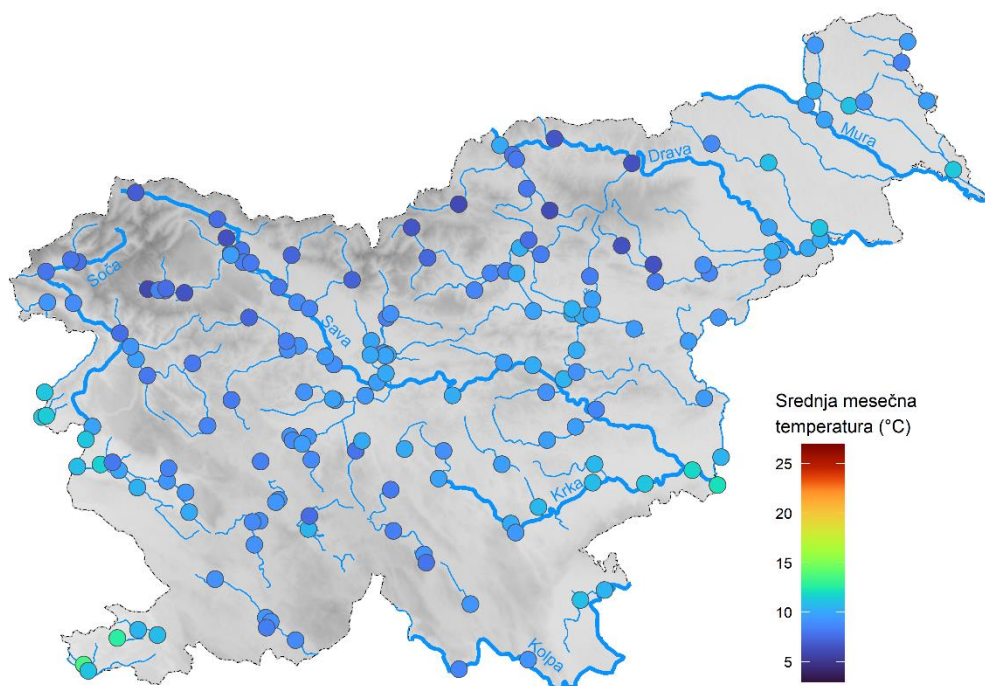 Mura
Drava
Soča
Sava
Srednja mesečna
temperatura (°C)
25
20
15
10
5
Krka
Kolpa